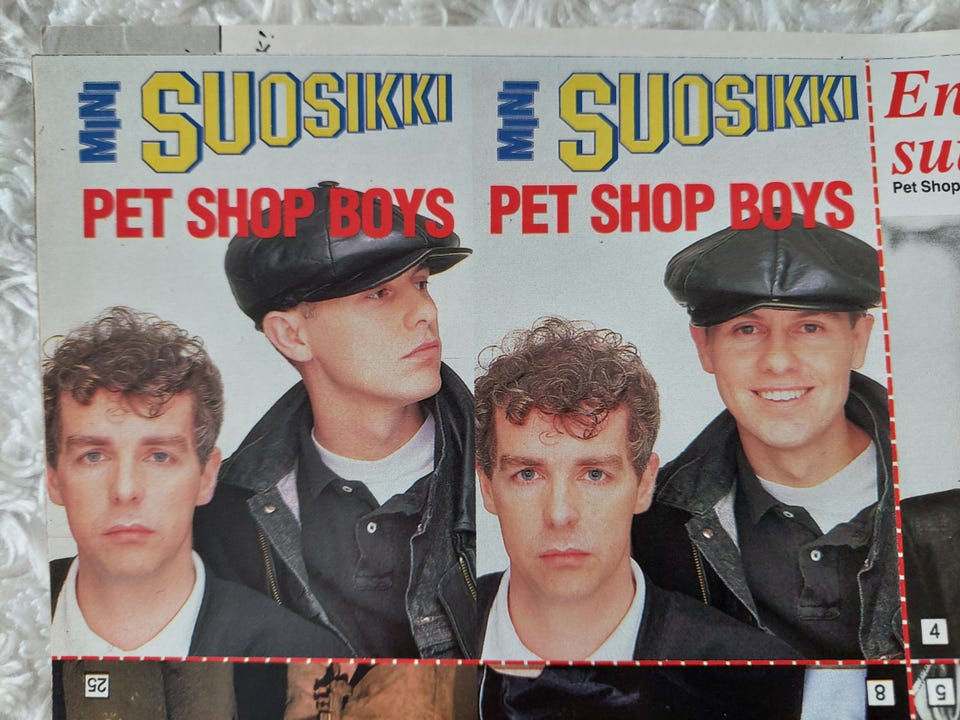 MINI SUOSIKKI
PET SHOP BOYS
MINI SUOSIKKI
PET SHOP BOYS
En
su
Pet Shop
4
25
8
5